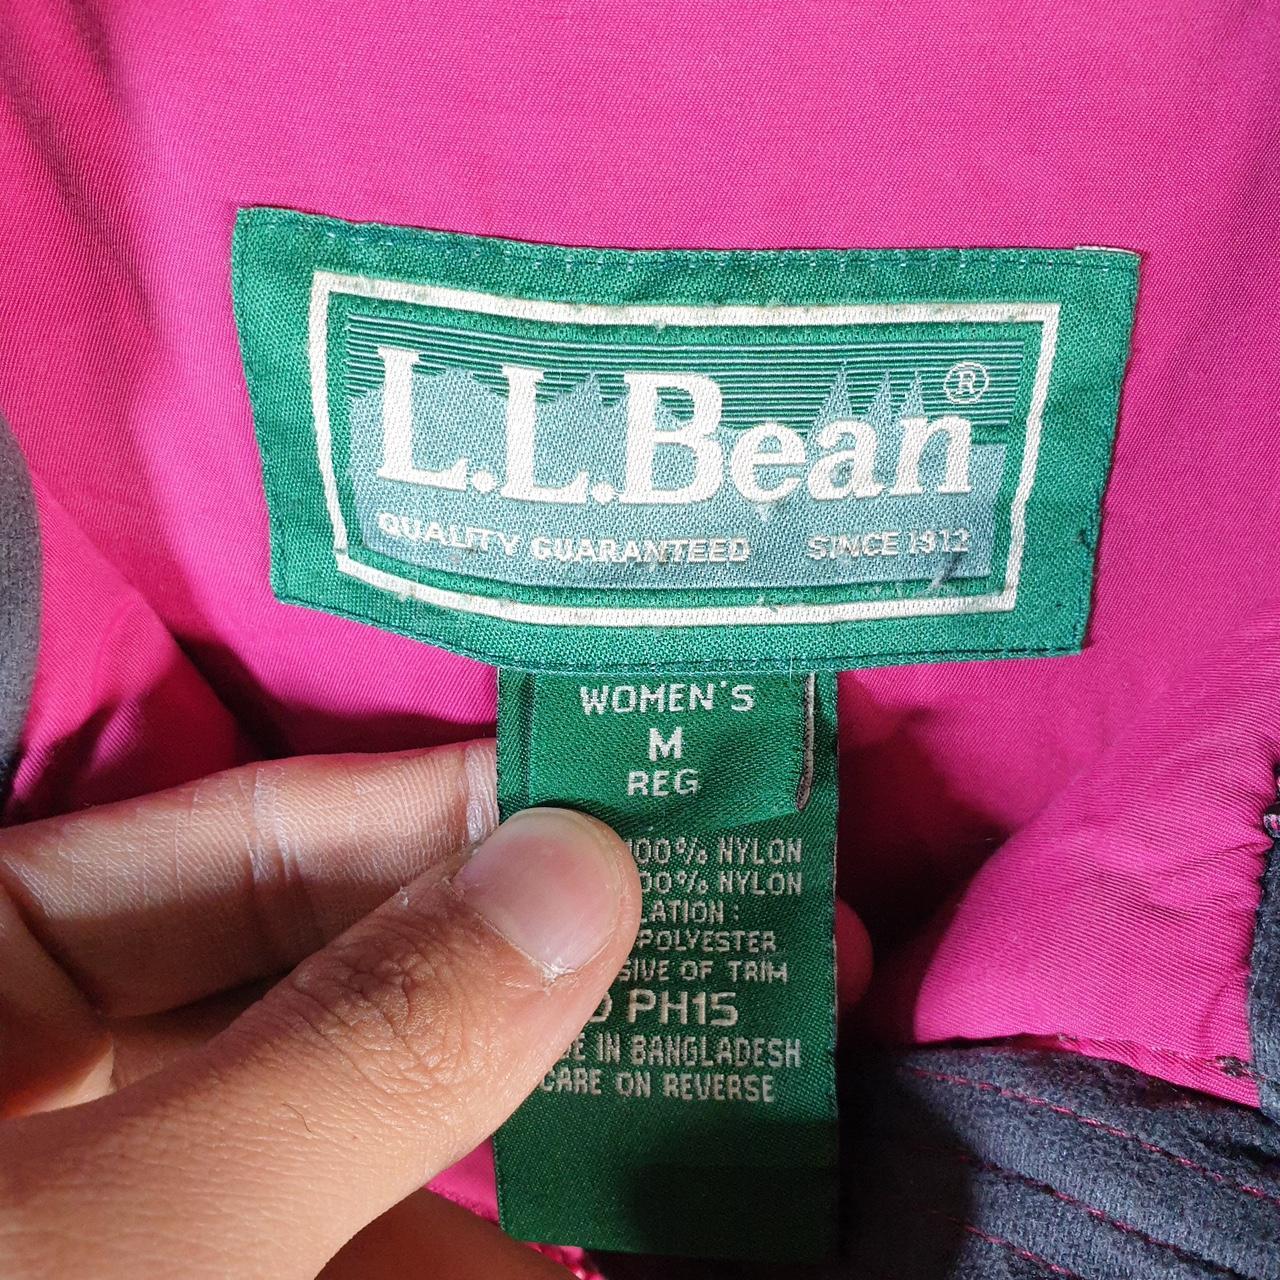 L.L.Bean®
QUALITY GUARANTEED SINCE 1912
WOMEN'S
M
REG
100% NYLON
00% NYLON
LATION:
POLYESTER
SIVE OF TRIM
D PH15
E IN BANGLADESH
CARE ON REVERSE